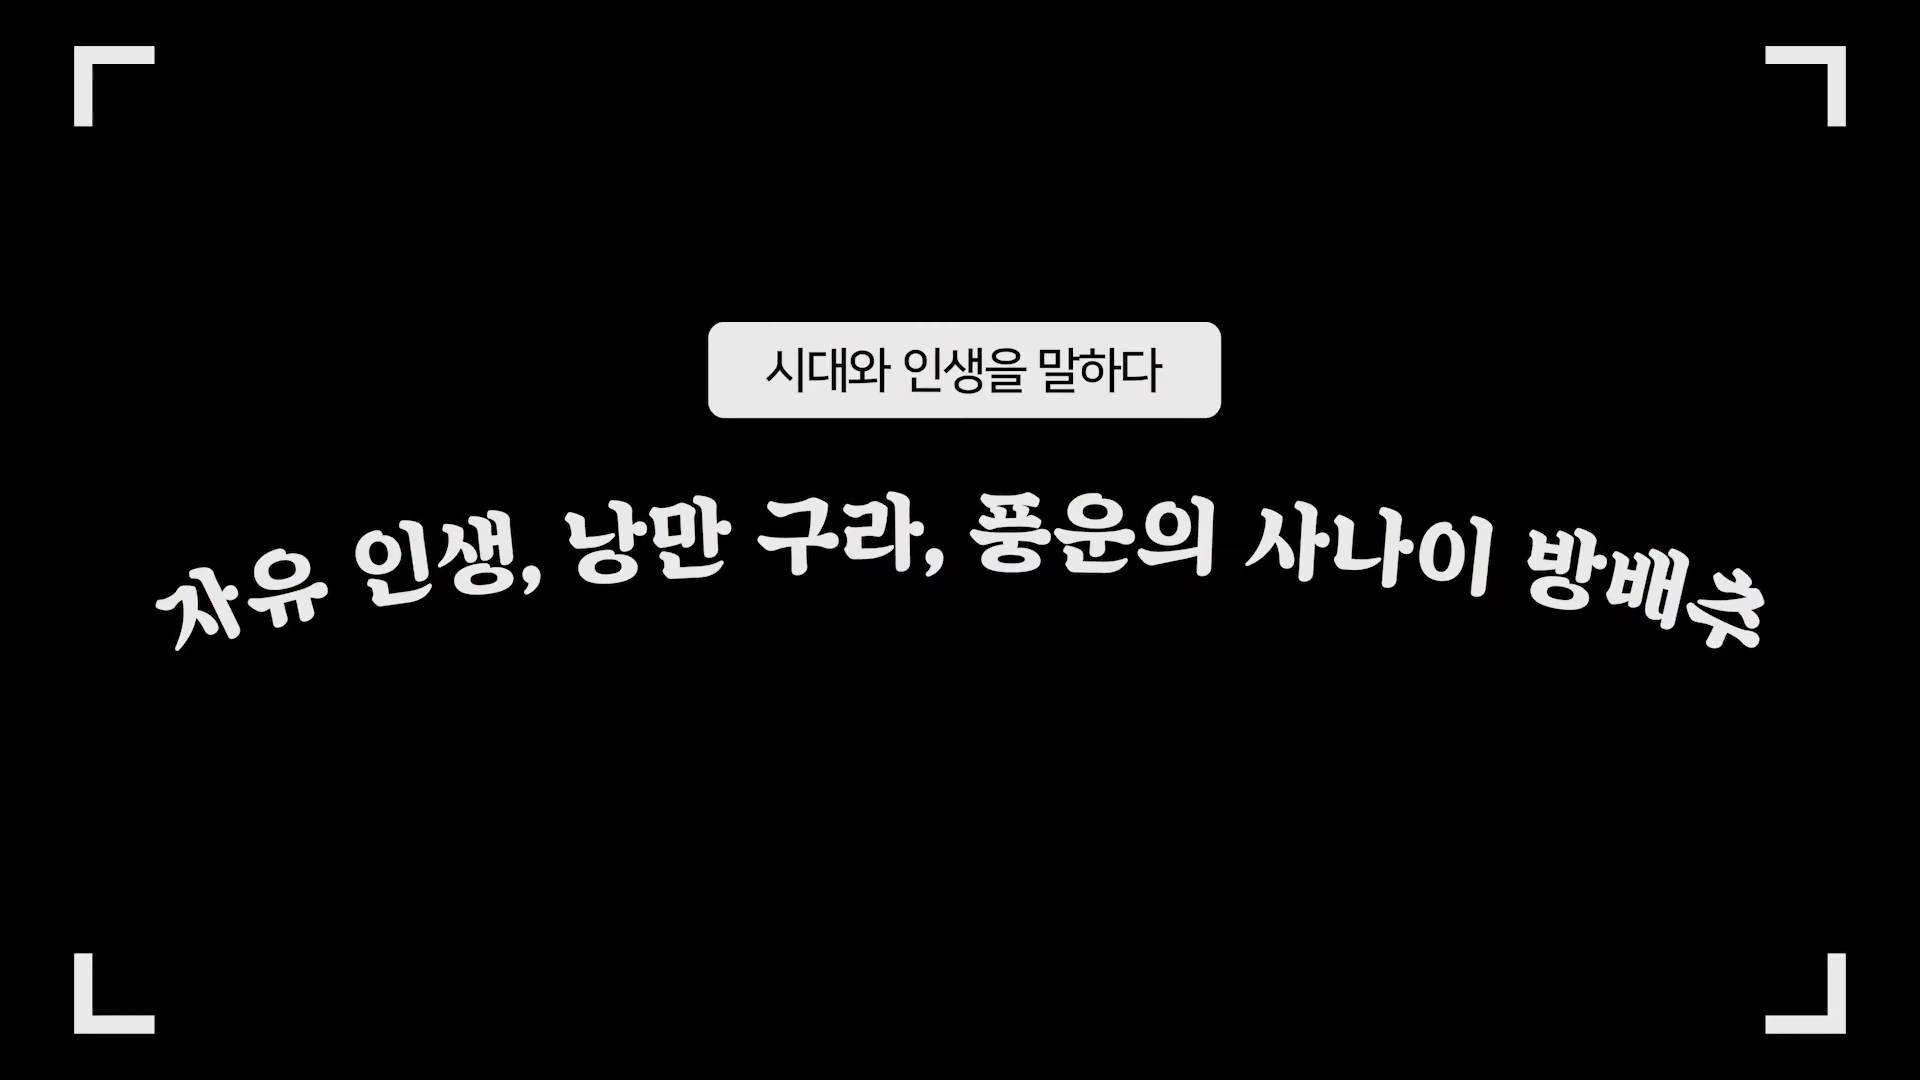 시대와 인생을 말하다
자유 인생, 낭만 구라, 풍운의 사나이 방배추